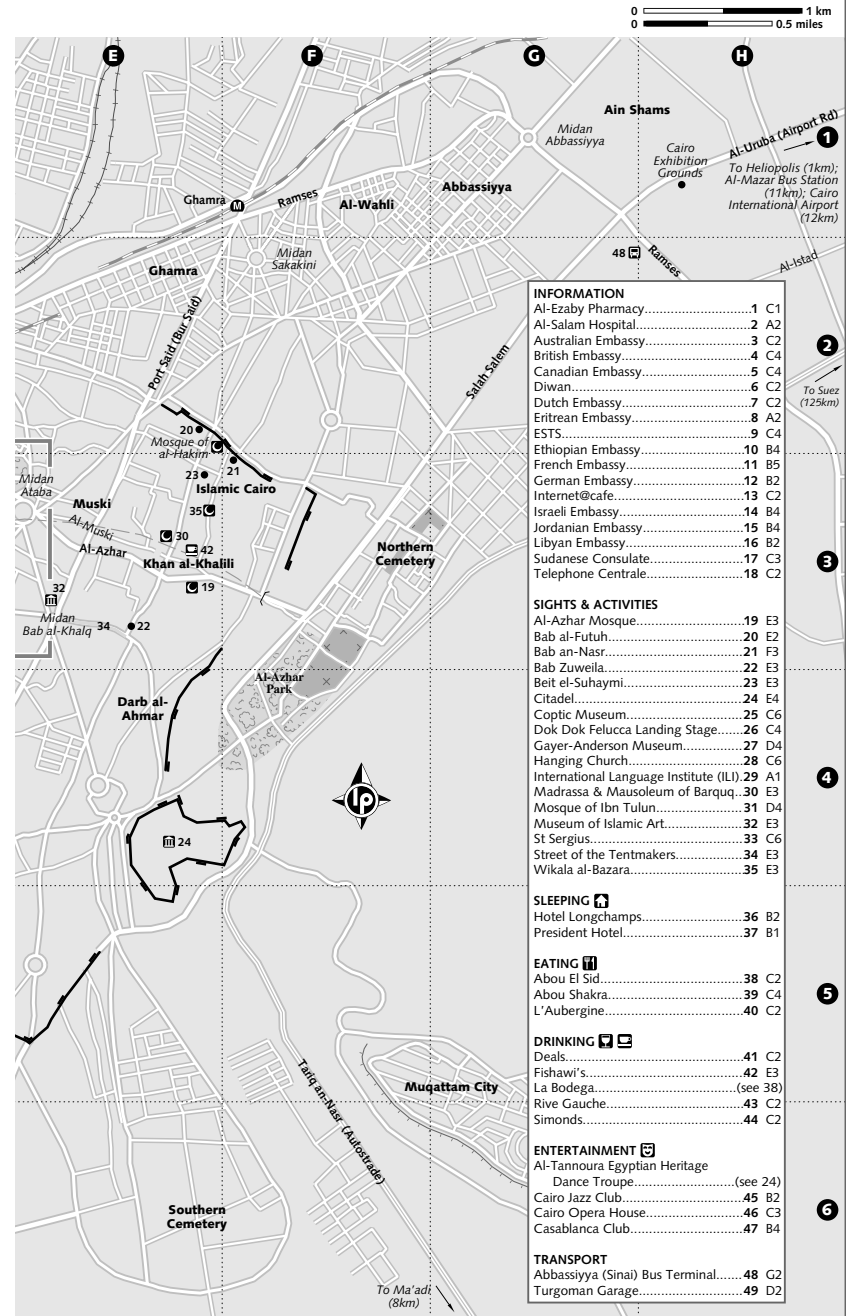 0 1 km
0 0.5 miles
E F G H
Ain Shams
Midan
Abbassiyya
Al-Uruba (Airport Rd)
1
Cairo
Exhibition
Grounds
To Heliopolis (1km);
Al-Mazar Bus Station
(11km); Cairo
International Airport
(12km)
Abbassiyya
Ghamra M
Ramses
Al-Wahli
48
Ramses
Al-Istad
Midan
Sakakini
Ghamra
Port Said (Bur Said)
Salah Salem
2
To Suez
(125km)
20
Mosque of
al-Hakim
21
23
Islamic Cairo
Midan
Ataba
Muski
35
Al-Muski
30
Al-Azhar
42
Khan al-Khalili
Northern
Cemetery
3
32
19
Midan
Bab al-Khalq
34 22
Al-Azhar
Park
Darb al-
Ahmar
lp
4
24
5
Tariq an-Nasr (Autostrade)
Muqattam City
Southern
Cemetery
6
To Ma'adi
(8km)
INFORMATION
Al-Ezaby Pharmacy.........................1 C1
Al-Salam Hospital...........................2 A2
Australian Embassy.........................3 C2
British Embassy...............................4 C4
Canadian Embassy..........................5 C4
Diwan.............................................6 C2
Dutch Embassy................................7 C2
Eritrean Embassy.............................8 A2
ESTS................................................9 C4
Ethiopian Embassy........................10 B4
French Embassy.............................11 B5
German Embassy...........................12 B2
Internet@cafe................................13 C2
Israeli Embassy..............................14 B4
Jordanian Embassy........................15 B4
Libyan Embassy.............................16 B2
Sudanese Consulate......................17 C3
Telephone Centrale.......................18 C2
SIGHTS & ACTIVITIES
Al-Azhar Mosque..........................19 E3
Bab al-Futuh.................................20 E2
Bab an-Nasr..................................21 F3
Bab Zuweila..................................22 E3
Beit el-Suhaymi.............................23 E3
Citadel..........................................24 E4
Coptic Museum.............................25 C6
Dok Dok Felucca Landing Stage......26 C4
Gayer-Anderson Museum..............27 D4
Hanging Church............................28 C6
International Language Institute (ILI).29 A1
Madrassa & Mausoleum of Barquq..30 E3
Mosque of Ibn Tulun.....................31 D4
Museum of Islamic Art...................32 E3
St Sergius......................................33 C6
Street of the Tentmakers................34 E3
Wikala al-Bazara...........................35 E3
SLEEPING
Hotel Longchamps.........................36 B2
President Hotel..............................37 B1
EATING
Abou El Sid...................................38 C2
Abou Shakra.................................39 C4
L'Aubergine..................................40 C2
DRINKING
Deals............................................41 C2
Fishawi's.......................................42 E3
La Bodega................................(see 38)
Rive Gauche.................................43 C2
Simonds........................................44 C2
ENTERTAINMENT
Al-Tannoura Egyptian Heritage
Dance Troupe..........................(see 24)
Cairo Jazz Club.............................45 B2
Cairo Opera House.......................46 C3
Casablanca Club............................47 B4
TRANSPORT
Abbassiyya (Sinai) Bus Terminal.......48 G2
Turgoman Garage.........................49 D2